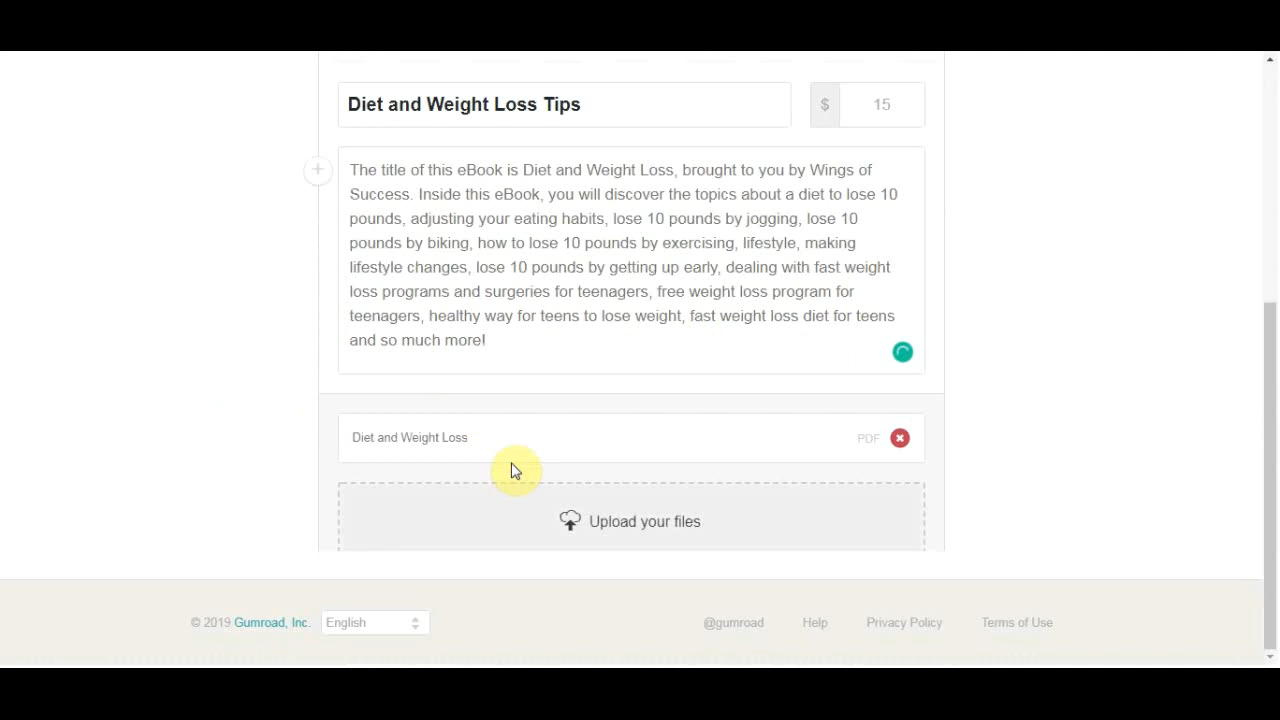 Diet and Weight Loss Tips
$ 15
The title of this eBook is Diet and Weight Loss, brought to you by Wings of
Success. Inside this eBook, you will discover the topics about a diet to lose 10
pounds, adjusting your eating habits, lose 10 pounds by jogging, lose 10
pounds by biking, how to lose 10 pounds by exercising, lifestyle, making
lifestyle changes, lose 10 pounds by getting up early, dealing with fast weight
loss programs and surgeries for teenagers, free weight loss program for
teenagers, healthy way for teens to lose weight, fast weight loss diet for teens
and so much more!
Diet and Weight Loss PDF
Upload your files
© 2019 Gumroad, Inc. English @gumroad Help Privacy Policy Terms of Use